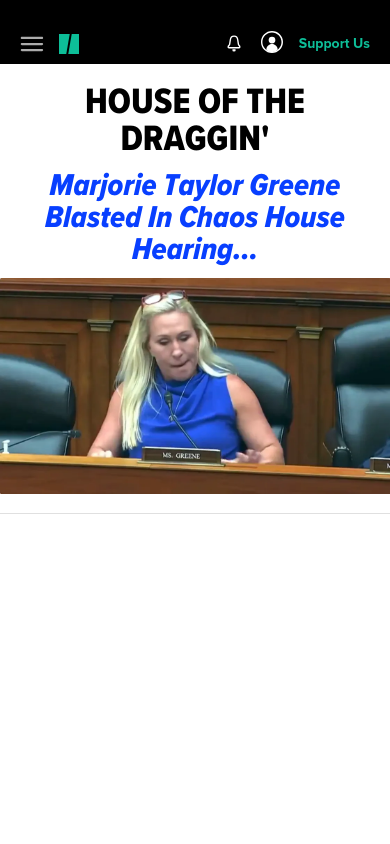 Support Us
HOUSE OF THE
DRAGGIN'
Marjorie Taylor Greene
Blasted In Chaos House
Hearing...
MS. GREENE